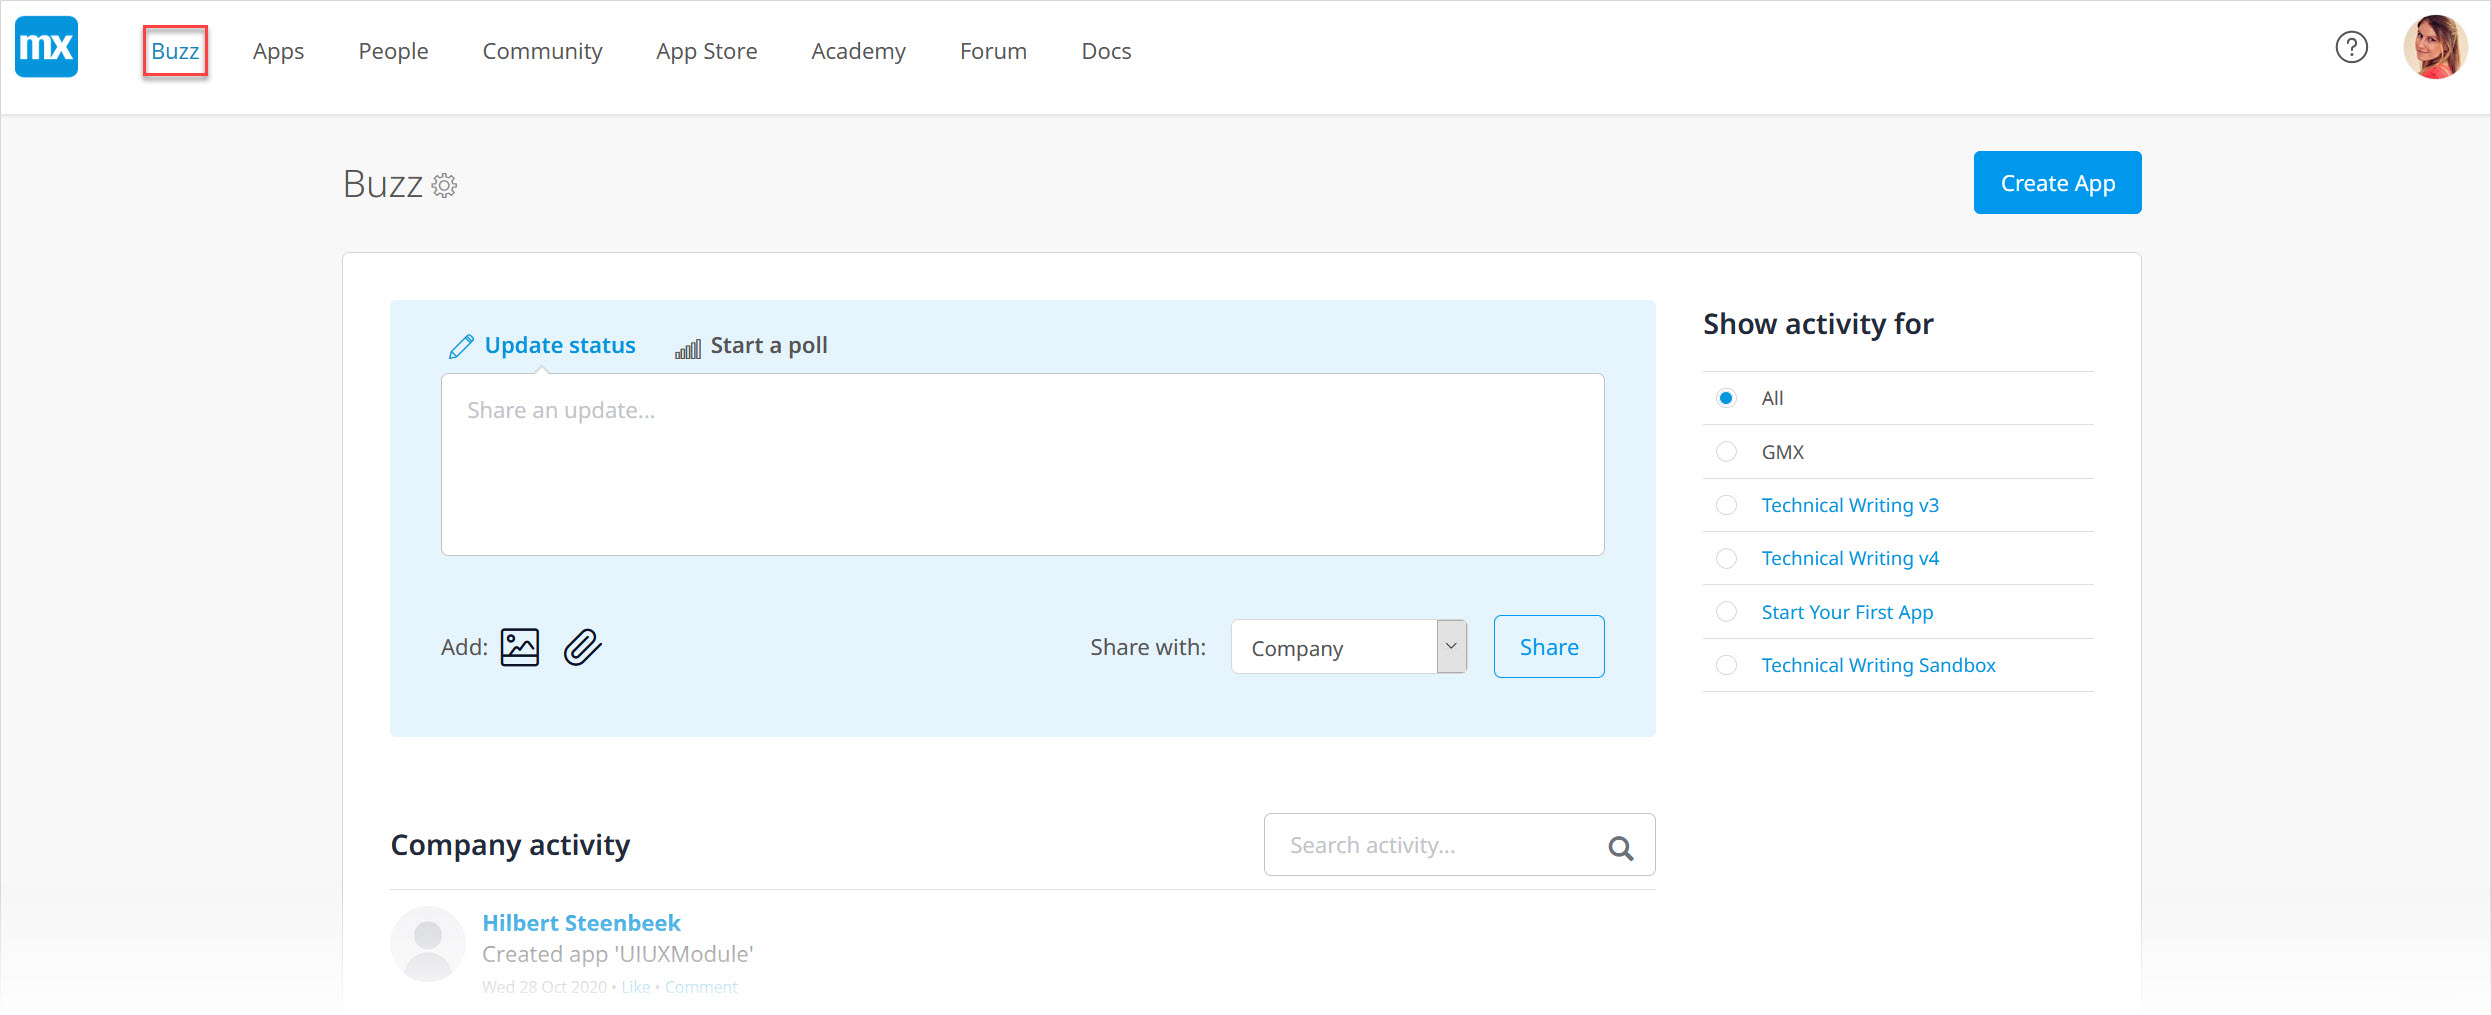 mx
Buzz Apps People Community App Store Academy Forum Docs ?
Buzz
Create App
Update status Start a poll
Share an update...
Add:
Share with: Company Share
Show activity for
All
GMX
Technical Writing v3
Technical Writing v4
Start Your First App
Technical Writing Sandbox
Company activity
Search activity...
Hilbert Steenbeek
Created app 'UIUXModule'
Wed 28 Oct 2020 • Like • Comment